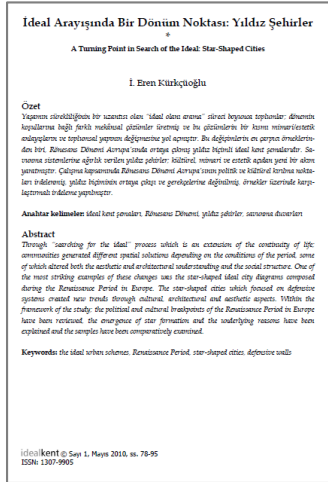 İdeal Arayışında Bir Dönüm Noktası: Yıldız Şehirler
*
A Turning Point in Search of the Ideal: Star-Shaped Cities
İ. Eren Kürkçüoğlu
Özet
Yaşamın sürekliliğinin bir uzantısı olan "ideal olanı arama" süreci boyunca toplumlar; dönemin
koşullarına bağlı farklı mekânsal çözümler üretmiş ve bu çözümlerin bir kısmı mimari/estetik
anlayışların ve toplumsal yapının değişmesine yol açmıştır. Bu değişimlerin en çarpıcı örneklerin-
den biri, Rönesans Dönemi Avrupa'sında ortaya çıkmış yıldız biçimli ideal kent şemalarıdır. Sa-
vunma sistemlerine ağırlık verilen yıldız şehirler; kültürel, mimari ve estetik açıdan yeni bir akım
yaratmıştır. Çalışma kapsamında Rönesans Dönemi Avrupa'sının politik ve kültürel kırılma nokta-
ları irdelenmiş, yıldız biçiminin ortaya çıkışı ve gerekçelerine değinilmiş, örnekler üzerinde karşı-
laştırmalı irdeleme yapılmıştır.
Anahtar kelimeler: ideal kent şemaları, Rönesans Dönemi, yıldız şehirler, savunma duvarları
Abstract
Through "searching for the ideal" process which is an extension of the continuity of life;
communities generated different spatial solutions depending on the conditions of the period, some
of which altered both the aesthetic and architectural understanding and the social structure. One of
the most striking examples of these changes was the star-shaped ideal city diagrams composed
during the Renaissance Period in Europe. The star-shaped cities which focused on defensive
systems created new trends through cultural, architectural and aesthetic aspects. Within the
framework of the study; the political and cultural breakpoints of the Renaissance Period in Europe
have been reviewed, the emergence of star formation and the underlying reasons have been
explained and the samples have been comparatively examined.
Keywords: the ideal urban schemes, Renaissance Period, star-shaped cities, defensive walls
idealkent © Sayı 1, Mayıs 2010, ss. 78-95
ISSN: 1307-9905